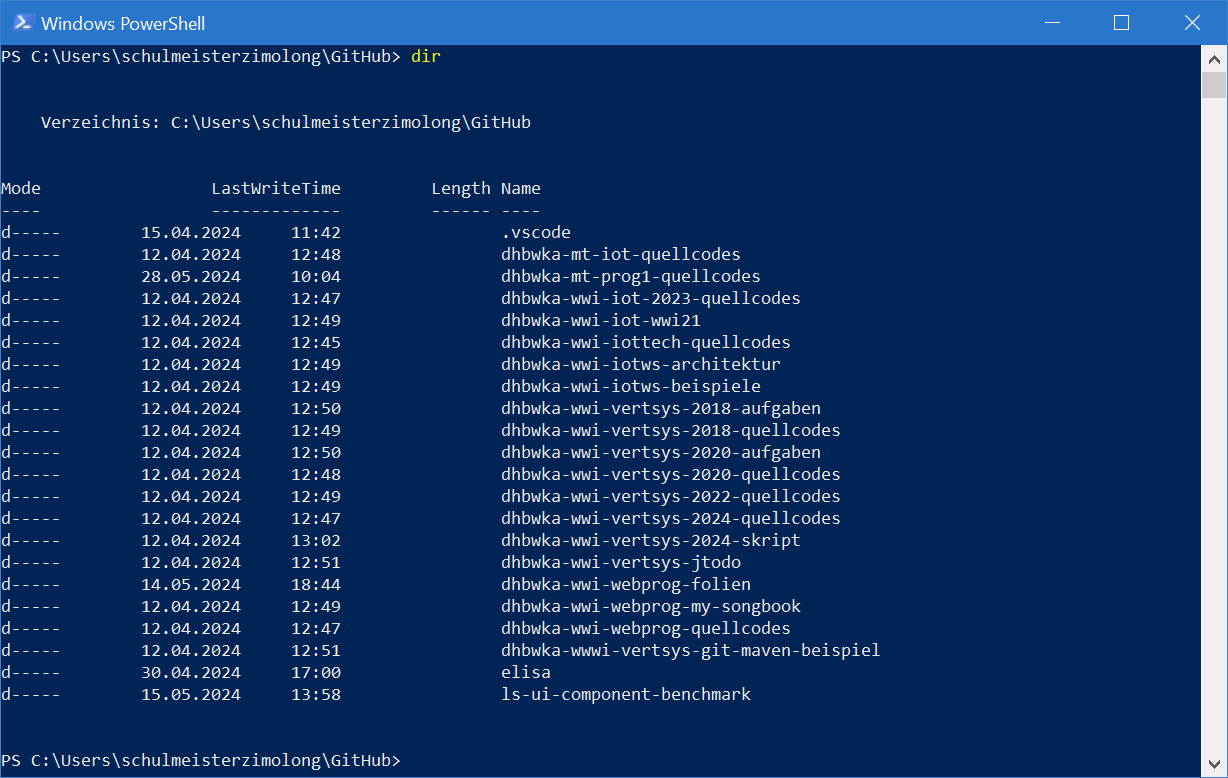 Windows PowerShell
PS C:\Users\schulmeisterzimolong\GitHub> dir
    Verzeichnis: C:\Users\schulmeisterzimolong\GitHub
Mode                 LastWriteTime         Length Name
----                 -------------         ------ ----
d-----        15.04.2024     11:42                .vscode
d-----        12.04.2024     12:48                dhbwka-mt-iot-quellcodes
d-----        28.05.2024     10:04                dhbwka-mt-prog1-quellcodes
d-----        12.04.2024     12:47                dhbwka-wwi-iot-2023-quellcodes
d-----        12.04.2024     12:49                dhbwka-wwi-iot-wwi21
d-----        12.04.2024     12:45                dhbwka-wwi-iottech-quellcodes
d-----        12.04.2024     12:49                dhbwka-wwi-iotws-architektur
d-----        12.04.2024     12:49                dhbwka-wwi-iotws-beispiele
d-----        12.04.2024     12:50                dhbwka-wwi-vertsys-2018-aufgaben
d-----        12.04.2024     12:49                dhbwka-wwi-vertsys-2018-quellcodes
d-----        12.04.2024     12:50                dhbwka-wwi-vertsys-2020-aufgaben
d-----        12.04.2024     12:48                dhbwka-wwi-vertsys-2020-quellcodes
d-----        12.04.2024     12:49                dhbwka-wwi-vertsys-2022-quellcodes
d-----        12.04.2024     12:47                dhbwka-wwi-vertsys-2024-quellcodes
d-----        12.04.2024     13:02                dhbwka-wwi-vertsys-2024-skript
d-----        12.04.2024     12:51                dhbwka-wwi-vertsys-jtodo
d-----        14.05.2024     18:44                dhbwka-wwi-webprog-folien
d-----        12.04.2024     12:49                dhbwka-wwi-webprog-my-songbook
d-----        12.04.2024     12:47                dhbwka-wwi-webprog-quellcodes
d-----        12.04.2024     12:51                dhbwka-wwwi-vertsys-git-maven-beispiel
d-----        30.04.2024     17:00                elisa
d-----        15.05.2024     13:58                ls-ui-component-benchmark
PS C:\Users\schulmeisterzimolong\GitHub>